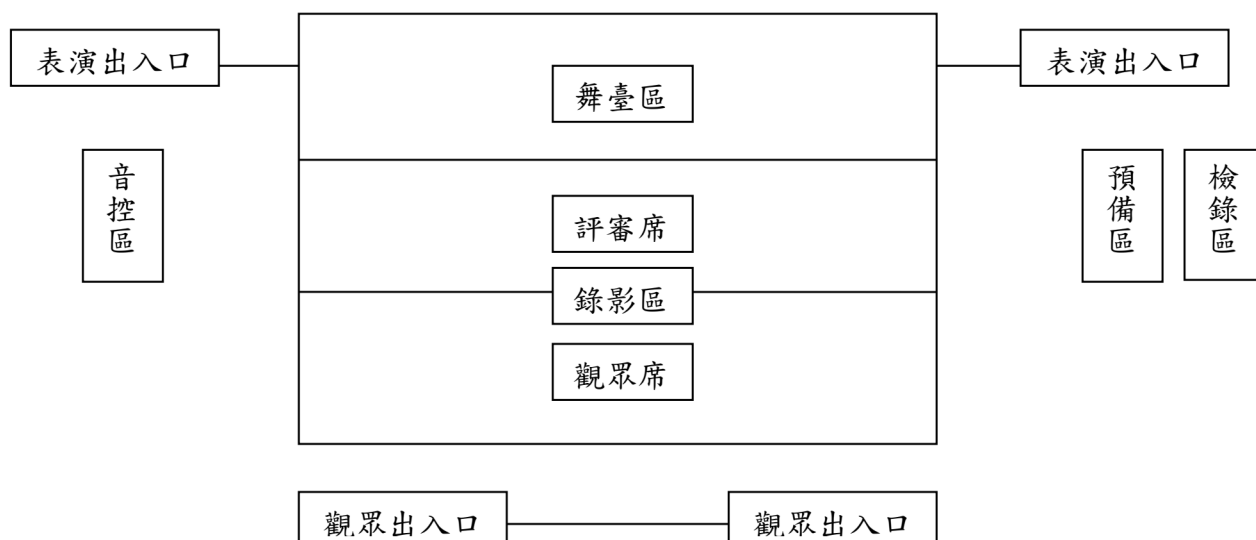 表演出入口
表演出入口
舞臺區
音控區
預備區
檢錄區
評審席
錄影區
觀眾席
觀眾出入口
觀眾出入口